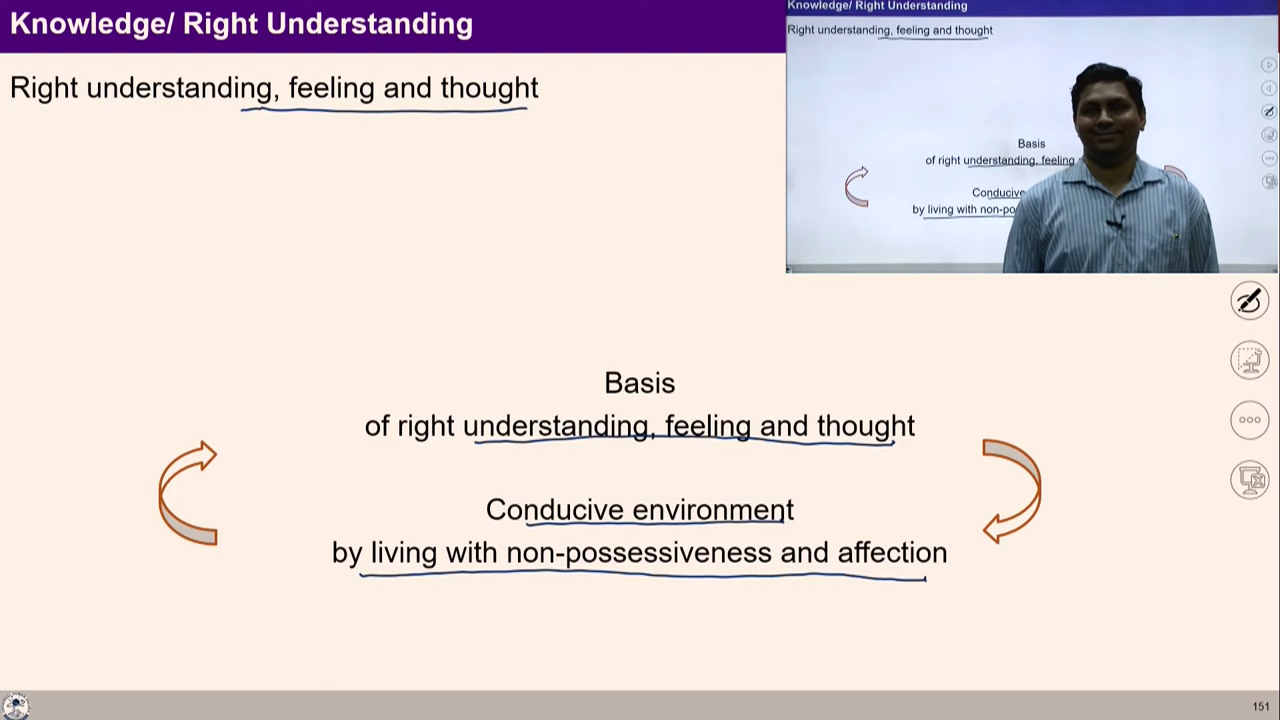 Knowledge/ Right Understanding
Right understanding, feeling and thought
Knowledge/ Right Understanding
Right understanding, feeling and thought
Basis
of right understanding, feeling
Conducive
by living with non-po
Basis
of right understanding, feeling and thought
Conducive environment
by living with non-possessiveness and affection
151